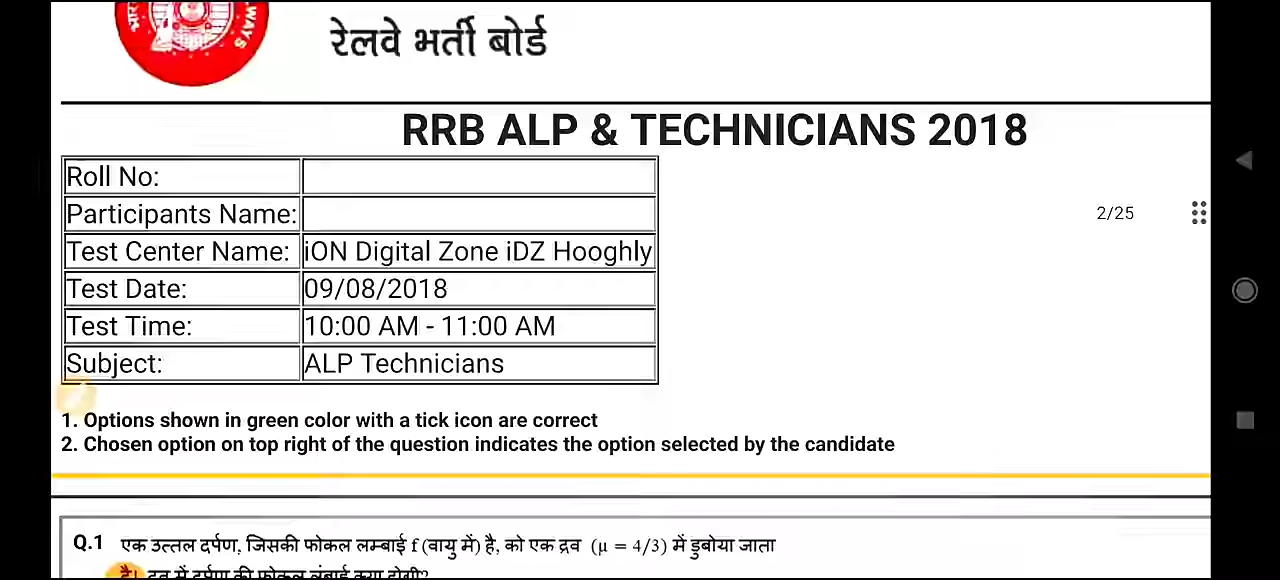 रेलवे भर्ती बोर्ड
RRB ALP & TECHNICIANS 2018
Roll No:
Participants Name:
2/25
Test Center Name: iON Digital Zone iDZ Hooghly
Test Date: 09/08/2018
Test Time: 10:00 AM - 11:00 AM
Subject: ALP Technicians
1. Options shown in green color with a tick icon are correct
2. Chosen option on top right of the question indicates the option selected by the candidate
Q.1 एक उत्तल दर्पण, जिसकी फोकल लम्बाई f (वायु में) है, को एक द्रव (μ = 4/3) में डुबोया जाता
है। द्रव में दर्पण की फोकल लंबाई क्या होगी?